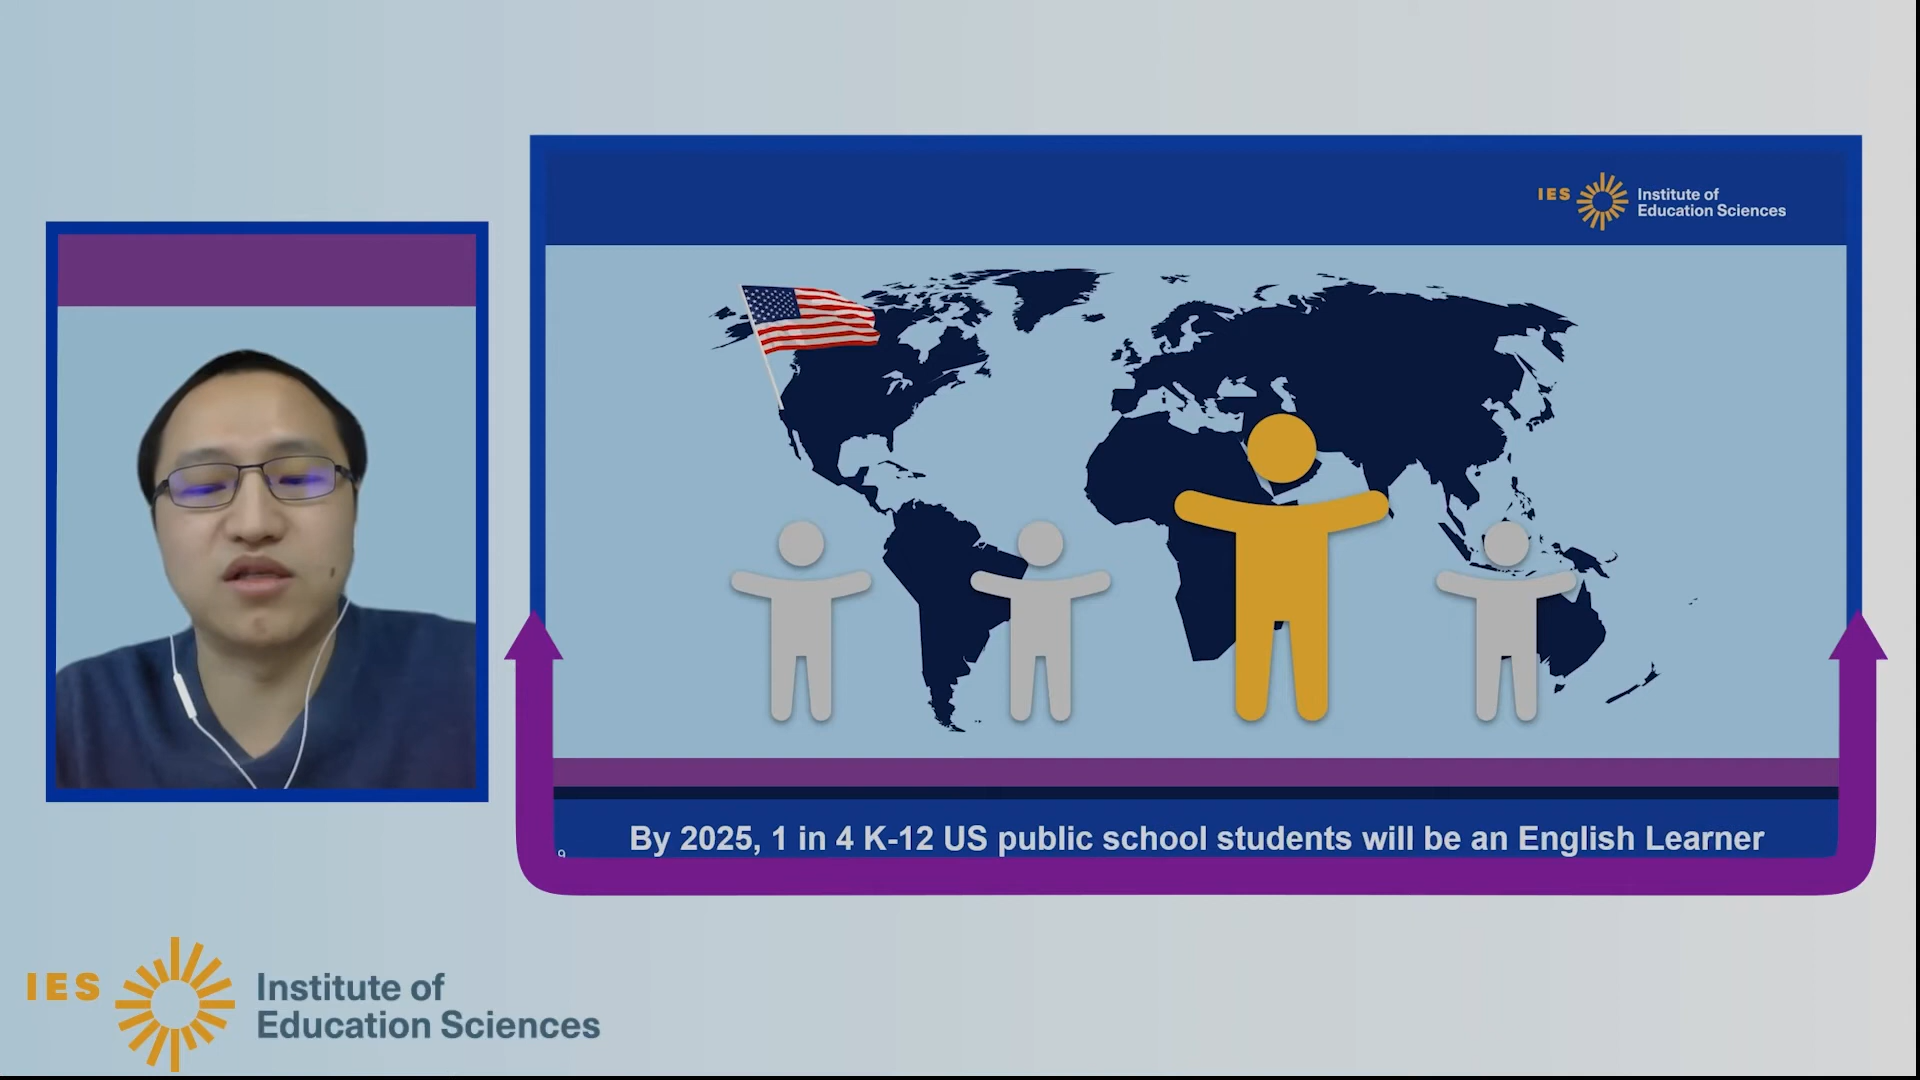 IES
Institute of
Education Sciences
By 2025, 1 in 4 K-12 US public school students will be an English Learner
9
IES
Institute of
Education Sciences